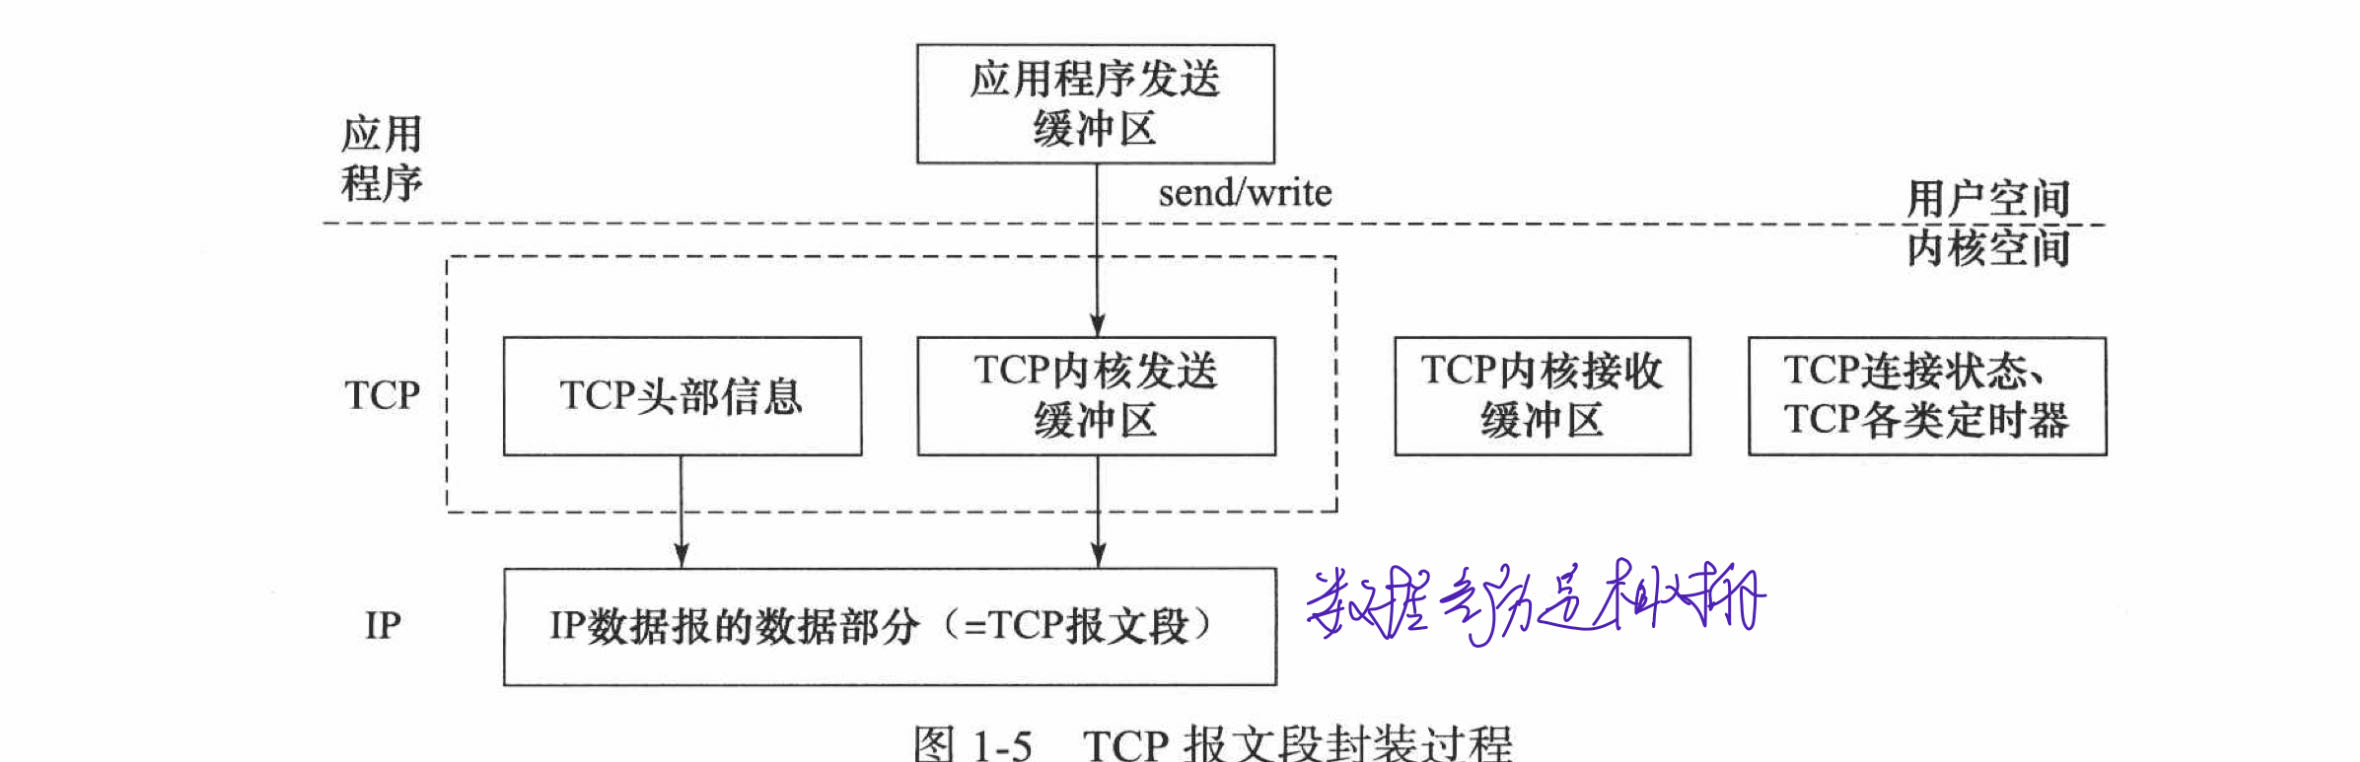 应用程序发送
缓冲区
应用
程序
send/write
用户空间
内核空间
TCP
TCP头部信息
TCP内核发送
缓冲区
TCP内核接收
缓冲区
TCP连接状态、
TCP各类定时器
IP
IP数据报的数据部分（=TCP报文段）
数据部分是相对的
图 1-5 TCP 报文段封装过程